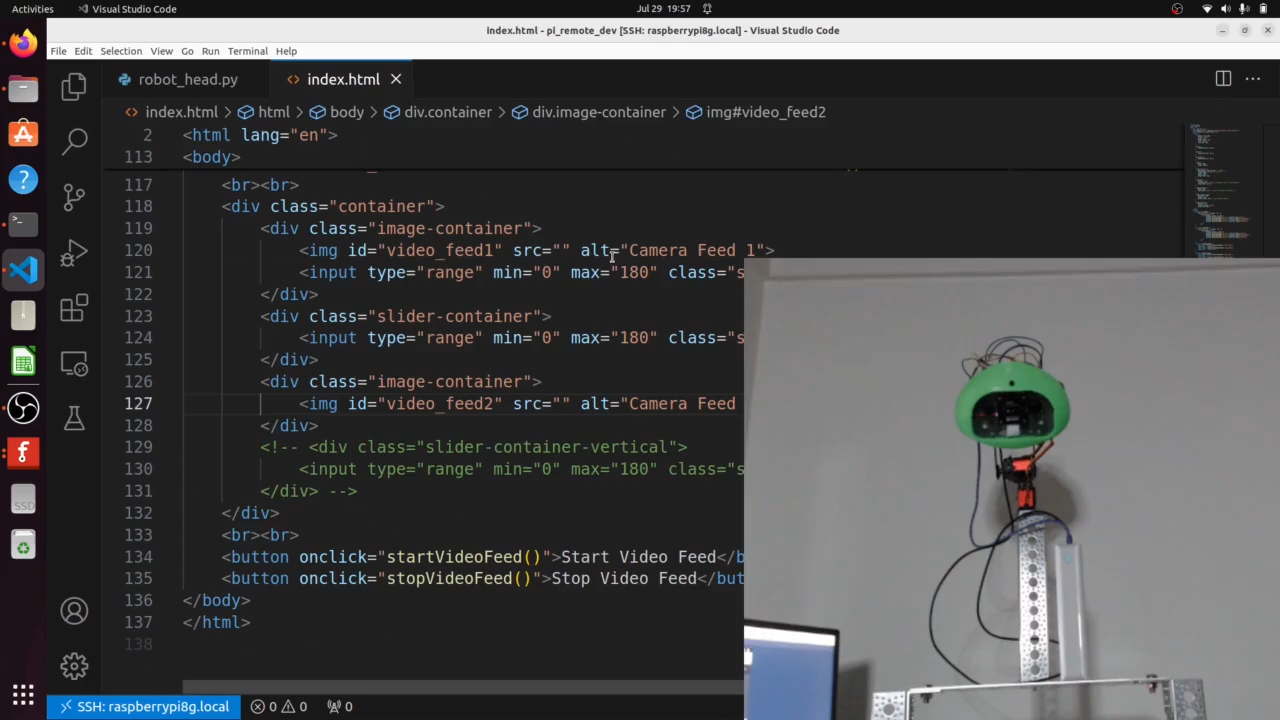 Activities
Visual Studio Code
Jul 29 19:57
index.html - pi_remote_dev [SSH: raspberrypi8g.local] - Visual Studio Code
File Edit Selection View Go Run Terminal Help
robot_head.py
<> index.html
<> index.html > html > body > div.container > div.image-container > img#video_feed2
2 <html lang="en">
113 <body>
117 <br><br>
118 <div class="container">
119 <div class="image-container">
120 <img id="video_feed1" src="" alt="Camera Feed 1">
121 <input type="range" min="0" max="180" class="s
122 </div>
123 <div class="slider-container">
124 <input type="range" min="0" max="180" class="s
125 </div>
126 <div class="image-container">
127 <img id="video_feed2" src="" alt="Camera Feed
128 </div>
129 <!-- <div class="slider-container-vertical">
130 <input type="range" min="0" max="180" class="s
131 </div> -->
132 </div>
133 <br><br>
134 <button onclick="startVideoFeed()">Start Video Feed</b
135 <button onclick="stopVideoFeed()">Stop Video Feed</but
136 </body>
137 </html>
138
SSD
SSH: raspberrypi8g.local
0 0 0